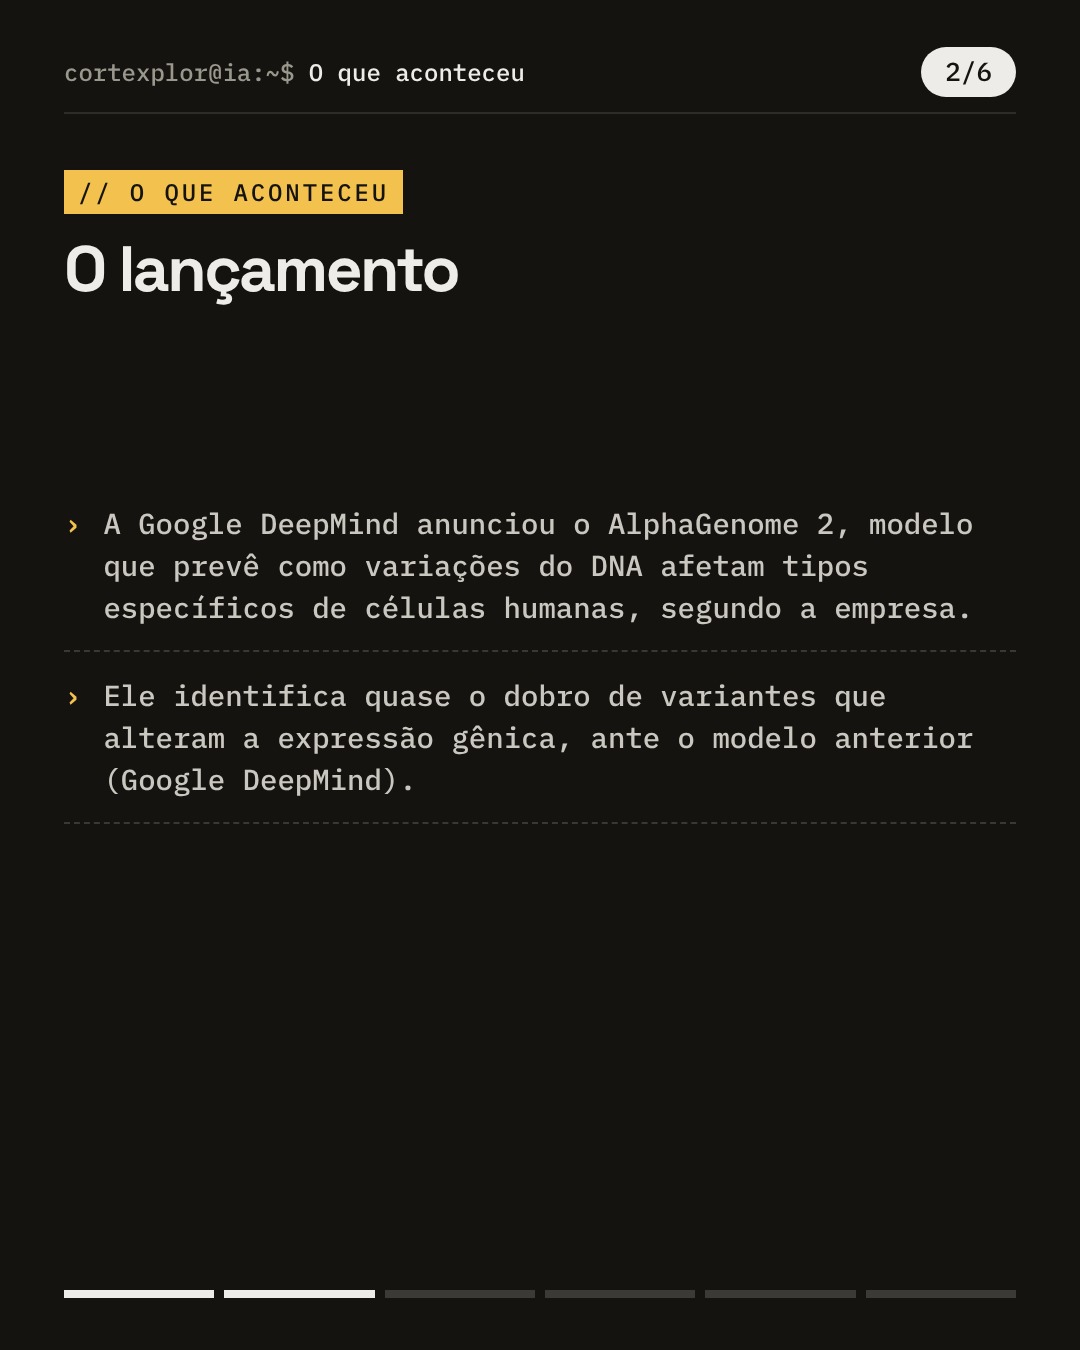 cortexplor@ia:~$ O que aconteceu
2/6
// O QUE ACONTECEU
O lançamento
› A Google DeepMind anunciou o AlphaGenome 2, modelo
que prevê como variações do DNA afetam tipos
específicos de células humanas, segundo a empresa.
› Ele identifica quase o dobro de variantes que
alteram a expressão gênica, ante o modelo anterior
(Google DeepMind).